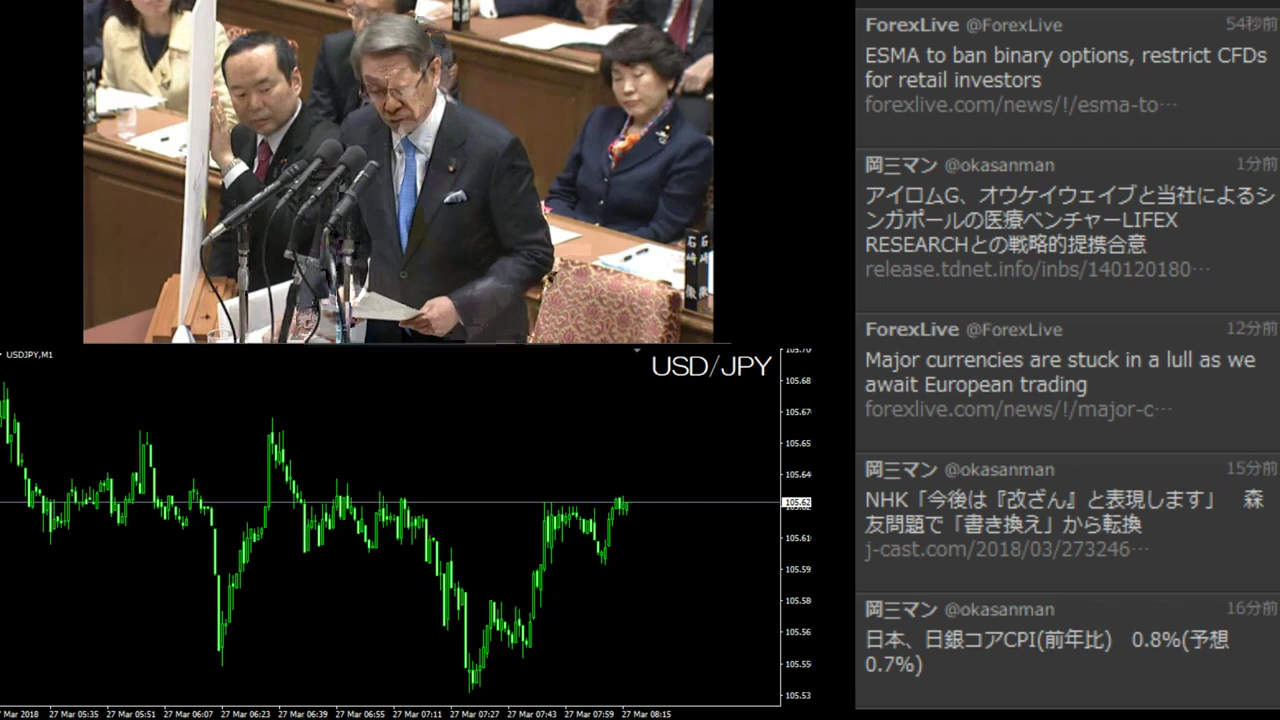 ForexLive @ForexLive 54秒前
ESMA to ban binary options, restrict CFDs
for retail investors
forexlive.com/news/!/esma-to…
岡三マン @okasanman 1分前
アイロムG、オウケイウェイブと当社によるシ
ンガポールの医療ベンチャーLIFEX
RESEARCHとの戦略的提携合意
release.tdnet.info/inbs/140120180…
ForexLive @ForexLive 12分前
Major currencies are stuck in a lull as we
await European trading
forexlive.com/news/!/major-c…
岡三マン @okasanman 15分前
NHK「今後は『改ざん』と表現します」 森
友問題で「書き換え」から転換
j-cast.com/2018/03/273246…
岡三マン @okasanman 16分前
日本、日銀コアCPI(前年比) 0.8%(予想
0.7%)
USDJPY,M1
USD/JPY
105.70
105.68
105.67
105.65
105.64
105.62
105.61
105.59
105.58
105.56
105.55
105.53
Mar 2018 27 Mar 05:35 27 Mar 05:51 27 Mar 06:07 27 Mar 06:23 27 Mar 06:39 27 Mar 06:55 27 Mar 07:11 27 Mar 07:27 27 Mar 07:43 27 Mar 07:59 27 Mar 08:15